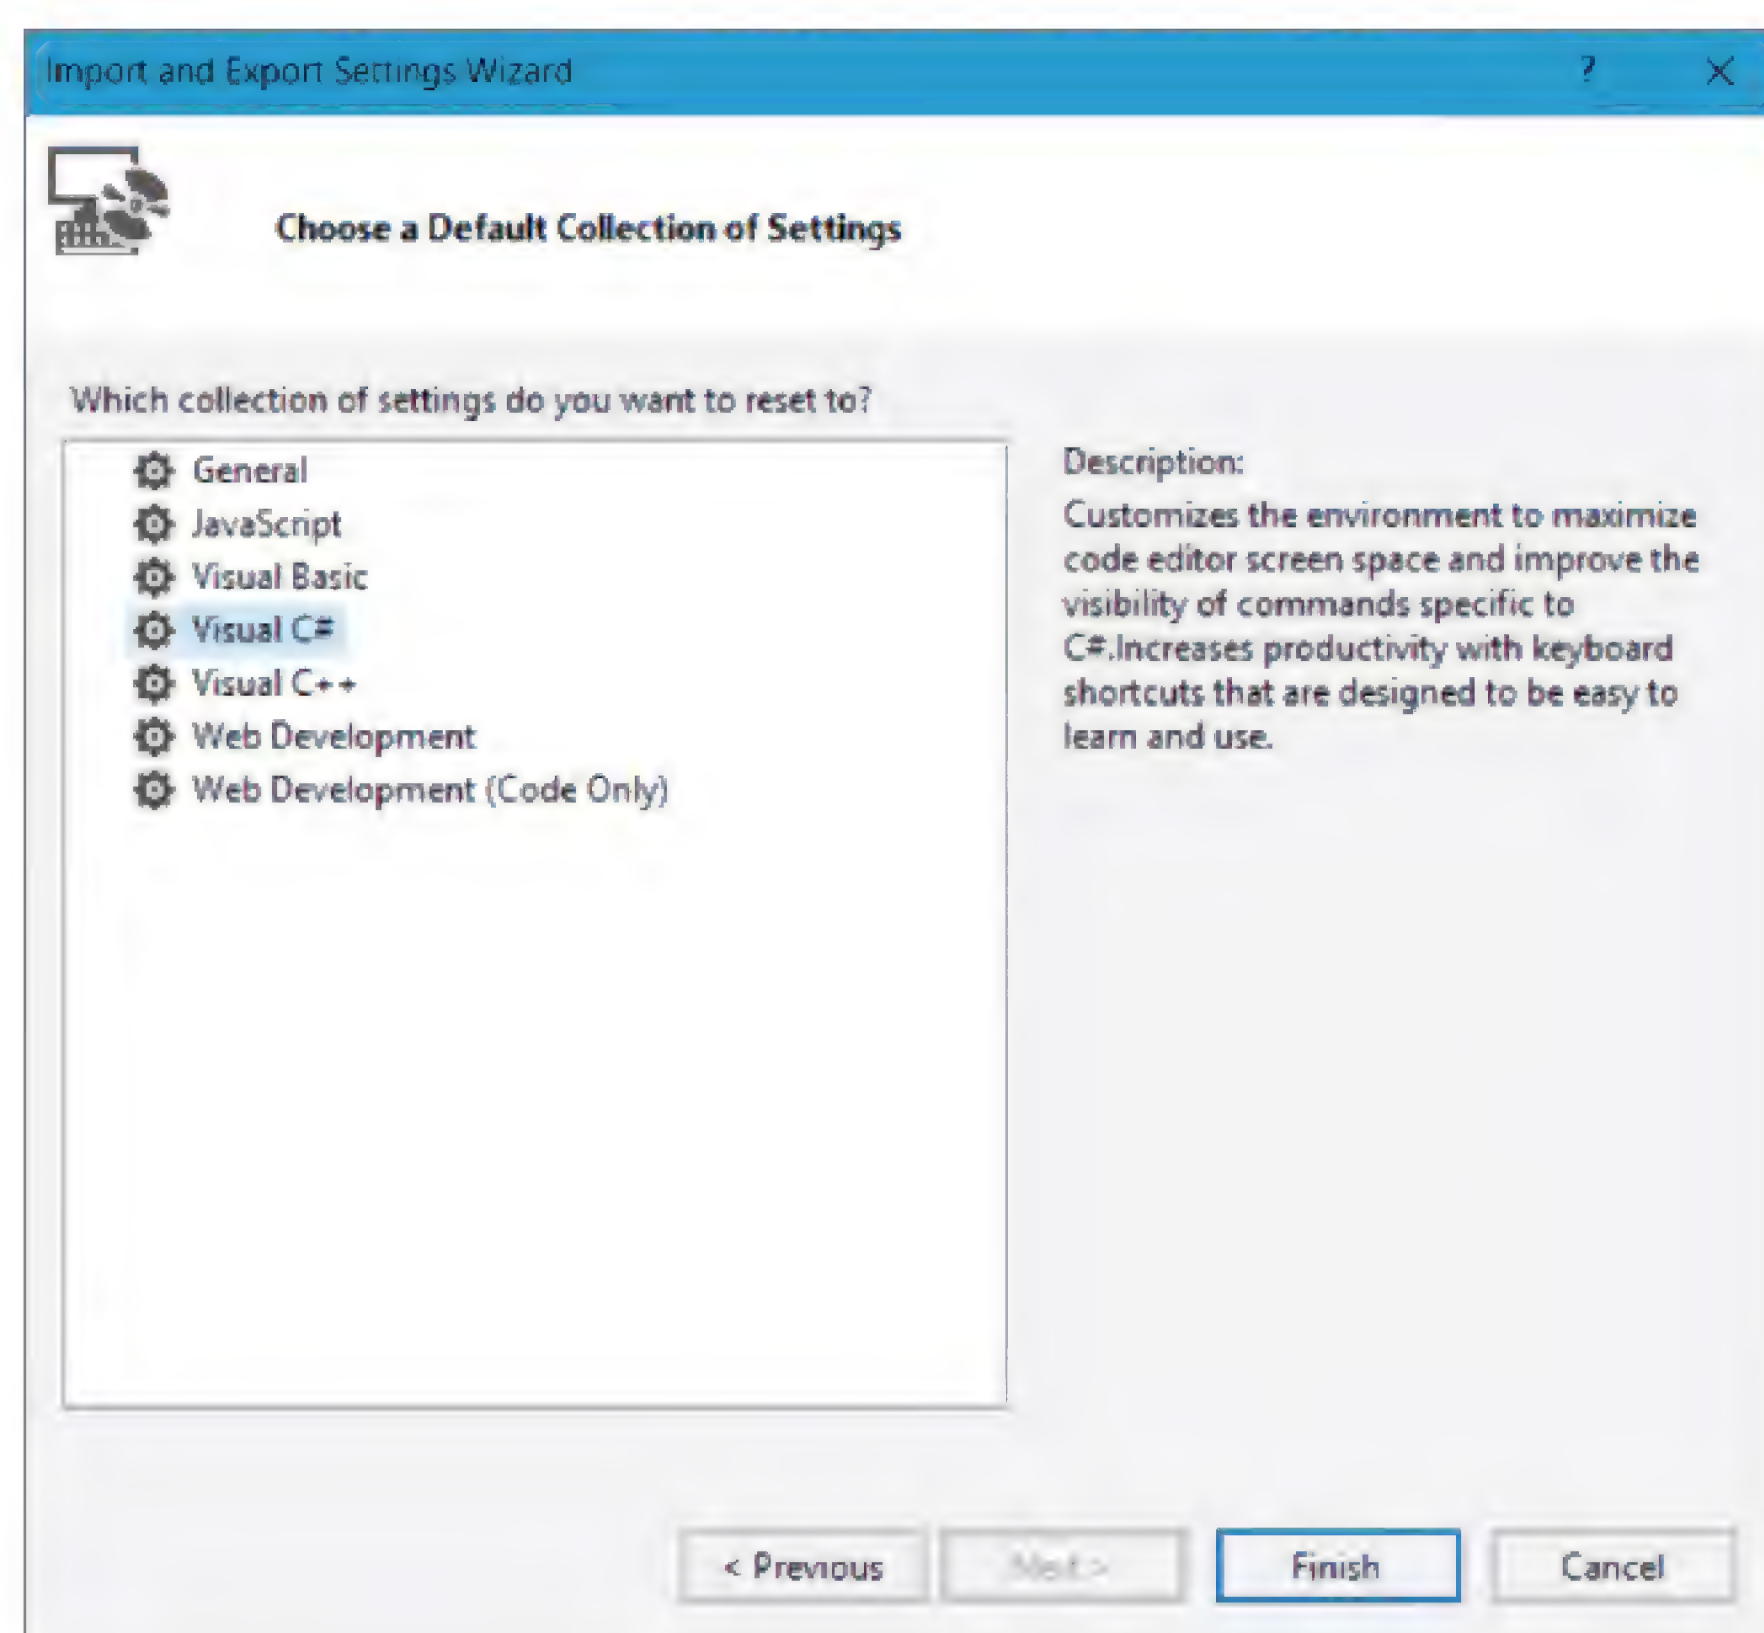 Import and Export Settings Wizard ? X
Choose a Default Collection of Settings
Which collection of settings do you want to reset to?
General
JavaScript
Visual Basic
Visual C#
Visual C++
Web Development
Web Development (Code Only)
Description:
Customizes the environment to maximize
code editor screen space and improve the
visibility of commands specific to
C#.Increases productivity with keyboard
shortcuts that are designed to be easy to
learn and use.
< Previous Next > Finish Cancel